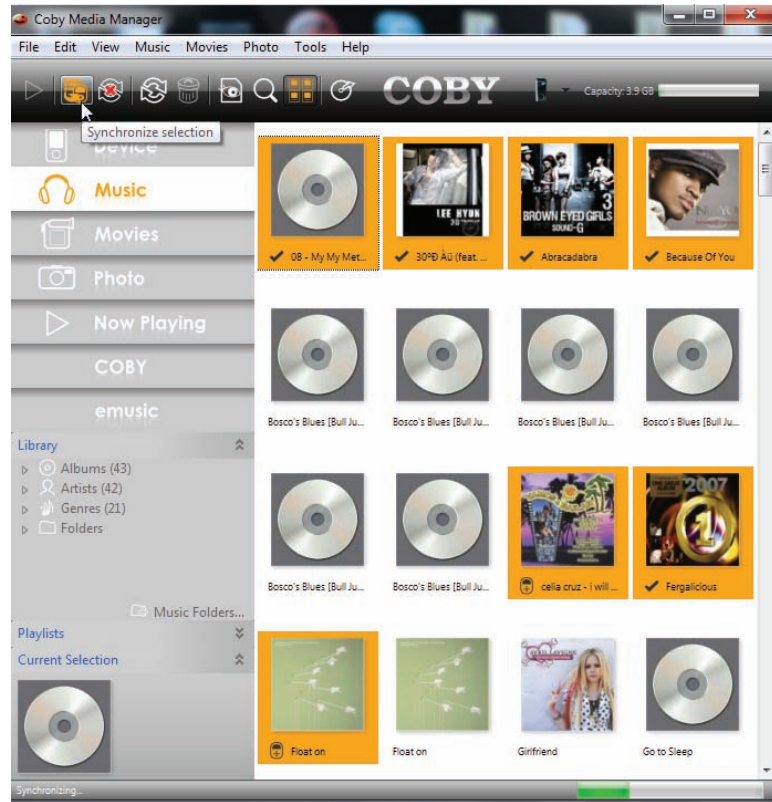 Coby Media Manager
File Edit View Music Movies Photo Tools Help
COBY
Capacity: 3.9 GB
Synchronize selection
Device
Music
Movies
Photo
Now Playing
COBY
emusic
Library
Albums (43)
Artists (42)
Genres (21)
Folders
Music Folders...
Playlists
Current Selection
LEE HYUN
3
BROWN EYED GIRLS
SOUND-G
08 - My My Met...
30ºÐ Àü (feat. ...
Abracadabra
Because Of You
Bosco's Blues [Bull Ju...
Bosco's Blues [Bull Ju...
Bosco's Blues [Bull Ju...
Bosco's Blues [Bull Ju...
2007
1
Bosco's Blues [Bull Ju...
Bosco's Blues [Bull Ju...
celia cruz - i will ...
Fergalicious
Float on
Float on
Girlfriend
Go to Sleep
Synchronizing...